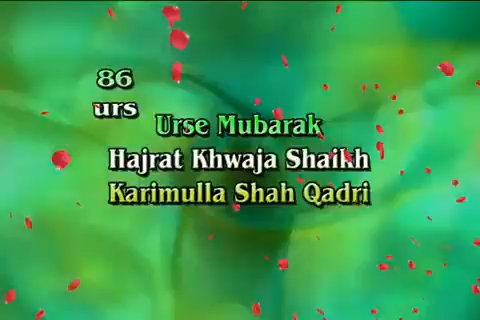 86
urs
Urse Mubarak
Hajrat Khwaja Shaikh
Karimulla Shah Qadri